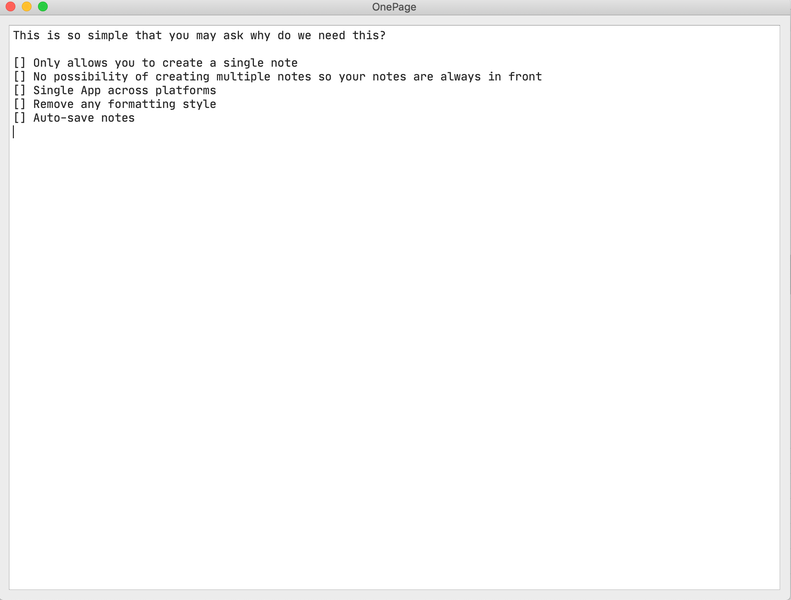 OnePage
This is so simple that you may ask why do we need this?
[] Only allows you to create a single note
[] No possibility of creating multiple notes so your notes are always in front
[] Single App across platforms
[] Remove any formatting style
[] Auto-save notes